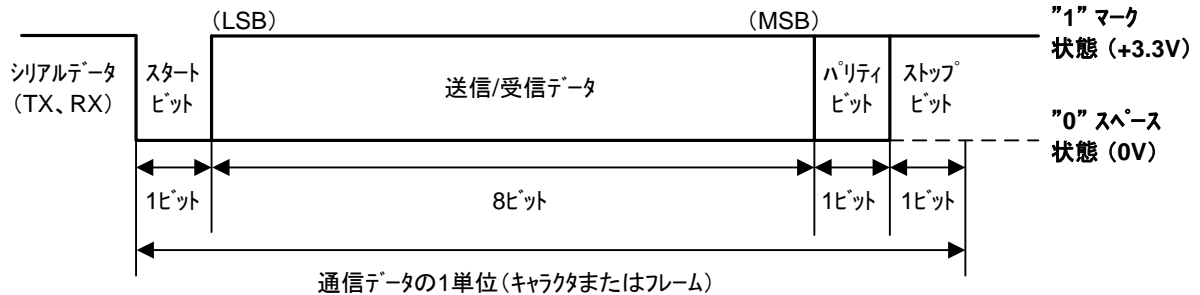 (LSB)
(MSB)
”1” マーク
状態 (+3.3V)
シリアルデータ
(TX、RX)
スタート
ビット
送信/受信データ
パリティ
ビット
ストップ
ビット
”0” スペース
状態 (0V)
1ビット
8ビット
1ビット
1ビット
通信データの1単位(キャラクタまたはフレーム)